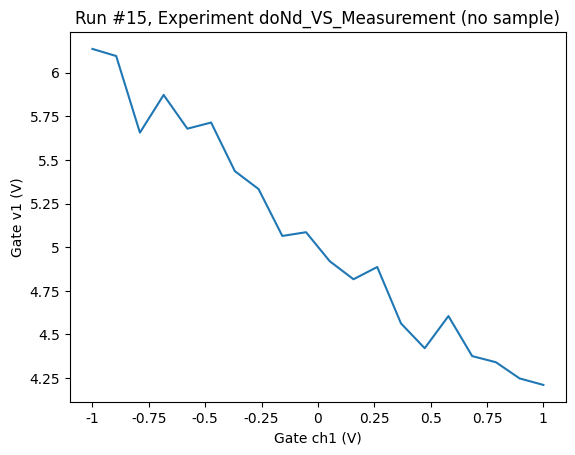 Run #15, Experiment doNd_VS_Measurement (no sample)
Gate v1 (V)
6
5.75
5.5
5.25
5
4.75
4.5
4.25
-1 -0.75 -0.5 -0.25 0 0.25 0.5 0.75 1
Gate ch1 (V)